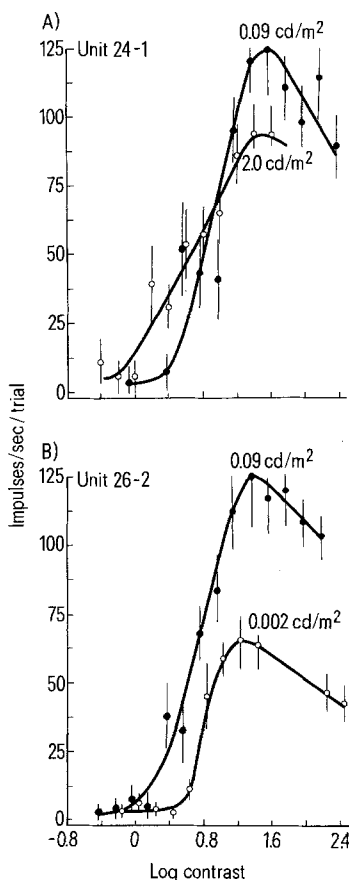 A)
Unit 24-1
0.09 cd/m²
2.0 cd/m²
125
100
75
50
25
0
Impulses/sec/trial
B)
Unit 26-2
0.09 cd/m²
0.002 cd/m²
125
100
75
50
25
0
-0.8 0 0.8 1.6 2.4
Log contrast